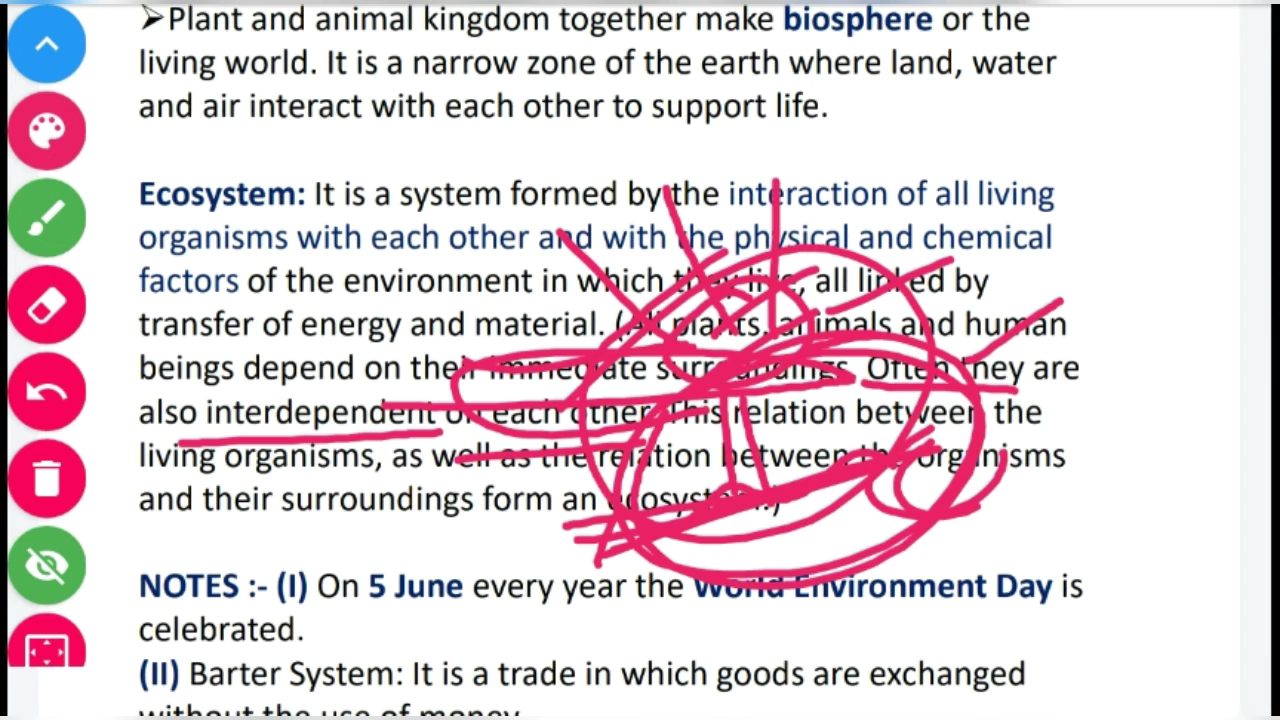 ➤Plant and animal kingdom together make biosphere or the
living world. It is a narrow zone of the earth where land, water
and air interact with each other to support life.
Ecosystem: It is a system formed by the interaction of all living
organisms with each other and with the physical and chemical
factors of the environment in which they live, all linked by
transfer of energy and material. (All plants, animals and human
beings depend on their immediate surroundings. Often they are
also interdependent on each other. This relation between the
living organisms, as well as the relation between the organisms
and their surroundings form an ecosystem.)
NOTES :- (I) On 5 June every year the World Environment Day is
celebrated.
(II) Barter System: It is a trade in which goods are exchanged
without the use of money.